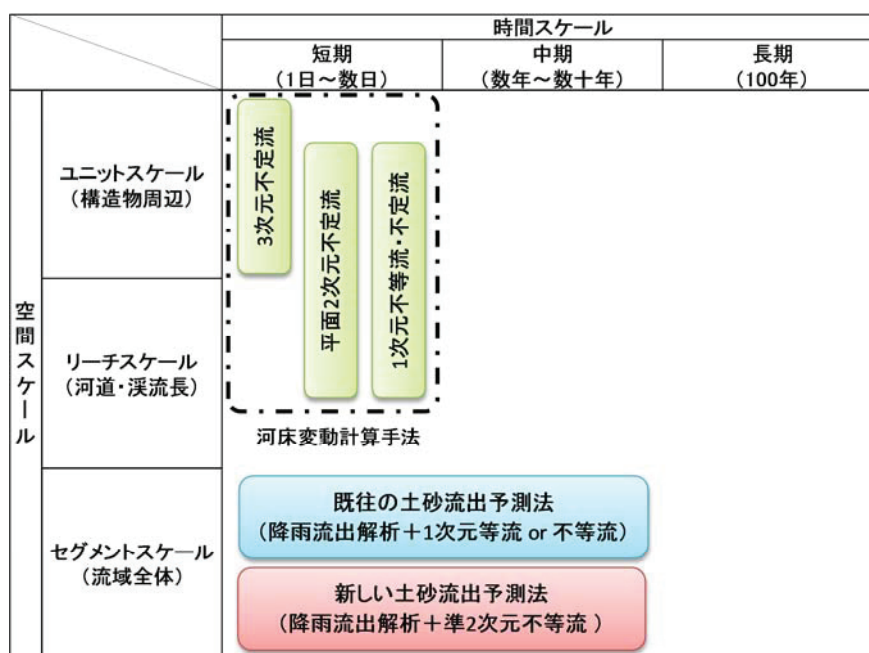 時間スケール
短期
(1日～数日)
中期
(数年～数十年)
長期
(100年)
空間スケール
ユニットスケール
(構造物周辺)
3次元不定流
平面2次元不定流
1次元不等流・不定流
リーチスケール
(河道・渓流長)
河床変動計算手法
セグメントスケール
(流域全体)
既往の土砂流出予測法
(降雨流出解析＋1次元等流 or 不等流)
新しい土砂流出予測法
(降雨流出解析＋準2次元不等流 )